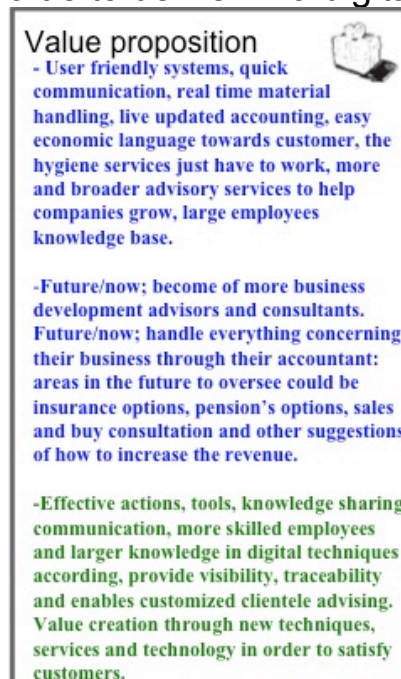 Value proposition
- User friendly systems, quick
communication, real time material
handling, live updated accounting, easy
economic language towards customer, the
hygiene services just have to work, more
and broader advisory services to help
companies grow, large employees
knowledge base.
-Future/now; become of more business
development advisors and consultants.
Future/now; handle everything concerning
their business through their accountant:
areas in the future to oversee could be
insurance options, pension's options, sales
and buy consultation and other suggestions
of how to increase the revenue.
-Effective actions, tools, knowledge sharing
communication, more skilled employees
and larger knowledge in digital techniques
according, provide visibility, traceability
and enables customized clientele advising.
Value creation through new techniques,
services and technology in order to satisfy
customers.